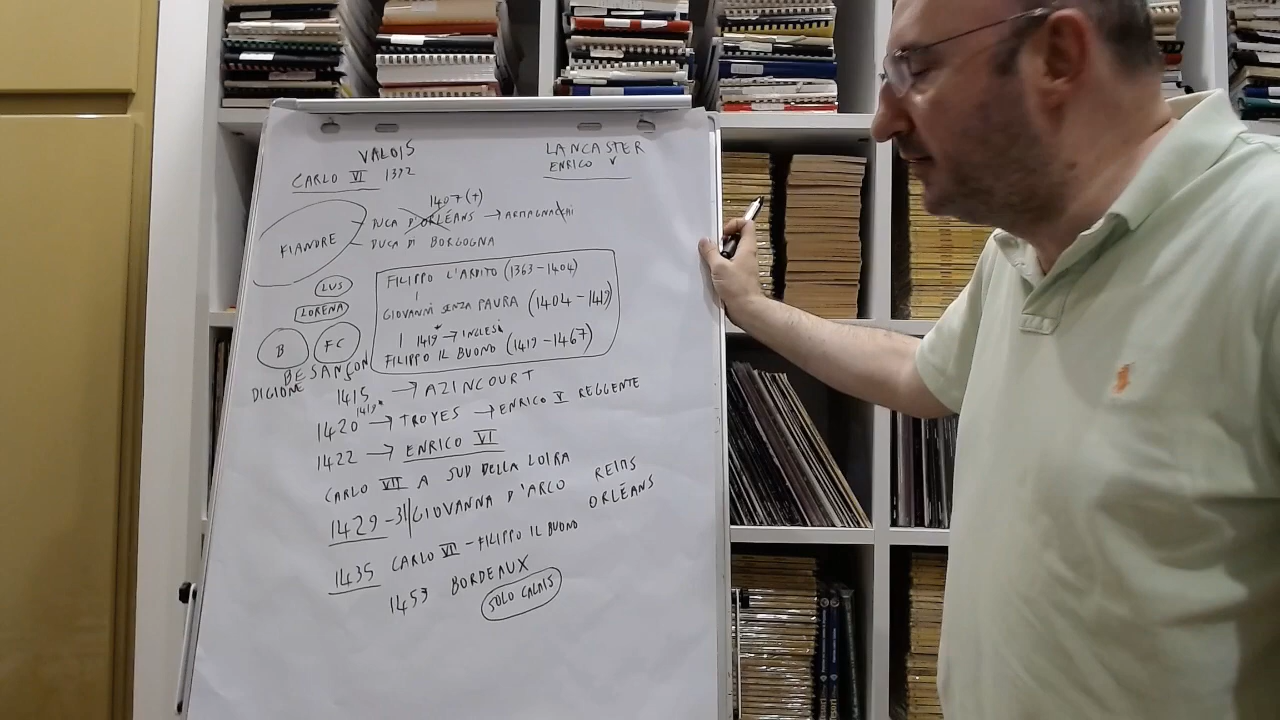 VALOIS
LANCASTER
ENRICO V
CARLO VI 1392
1407 (+)
DUCA D'ORLÉANS → ARMAGNACCHI
FIANDRE
DUCA DI BORGOGNA
FILIPPO L'ARDITO (1363-1404)
LUS
GIOVANNI SENZA PAURA (1404-1419)
LORENA
1419 → INGLESI
FILIPPO IL BUONO (1419-1467)
B
FC
BESANÇON
DIGIONE
1415 → AZINCOURT
1419
1420 → TROYES → ENRICO V REGGENTE
1422 → ENRICO VI
CARLO VII A SUD DELLA LOIRA
1429-31 GIOVANNA D'ARCO
REIMS
ORLÉANS
1435 CARLO VII - FILIPPO IL BUONO
1453 BORDEAUX
SOLO CALAIS